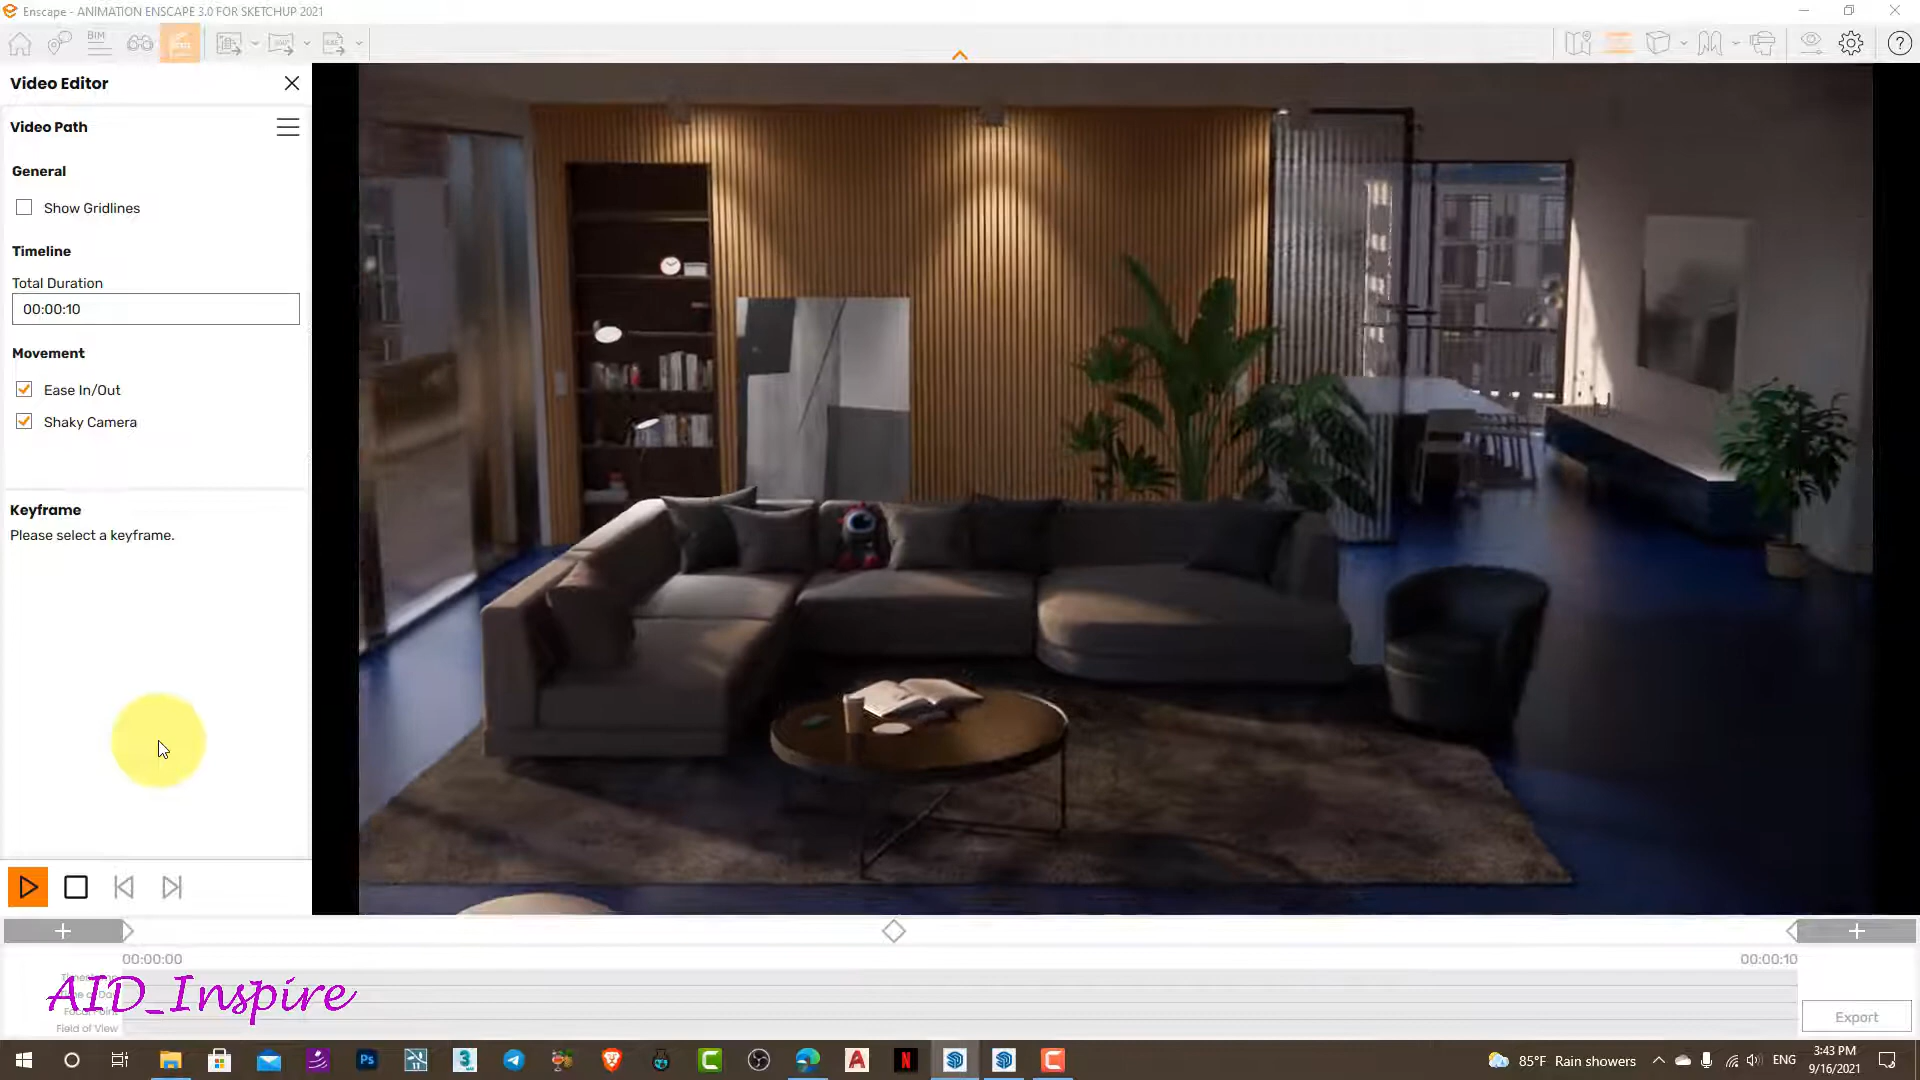 Enscape - ANIMATION ENSCAPE 3.0 FOR SKETCHUP 2021
BIM
Video Editor
Video Path
General
Show Gridlines
Timeline
Total Duration
00:00:10
Movement
Ease In/Out
Shaky Camera
Keyframe
Please select a keyframe.
00:00:00
00:00:10
AID_Inspire
Field of View
Export
Ps
3
A
N
C
85°F Rain showers
ENG
3:43 PM
9/16/2021